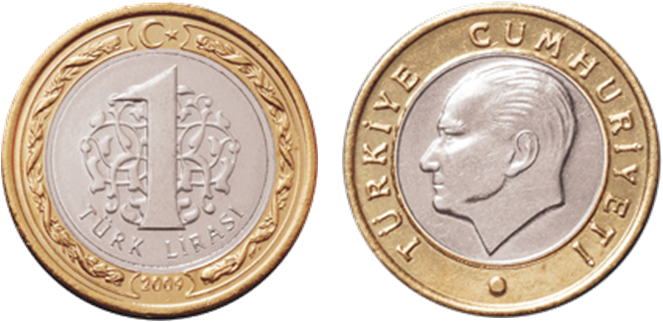 1
TÜRK LİRASI
2009
TÜRKİYE CUMHURİYETİ